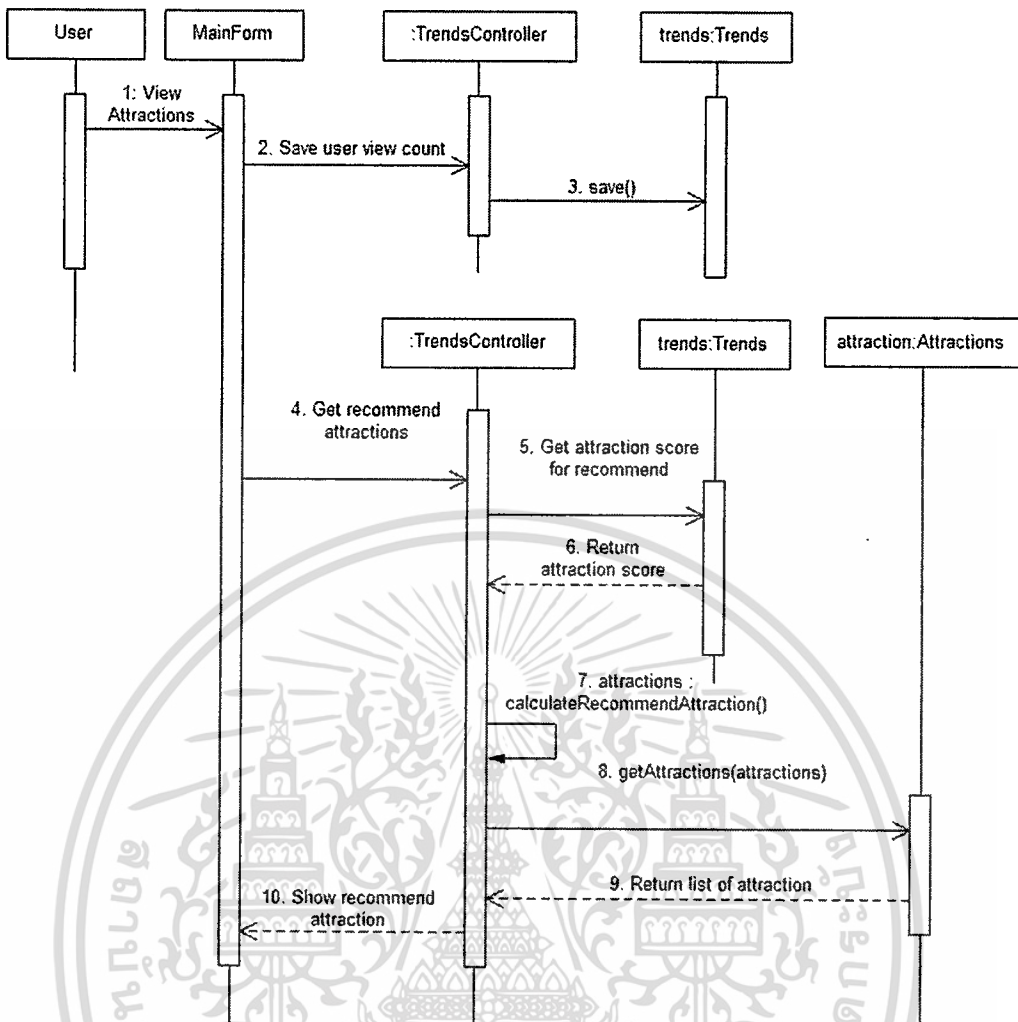 User
MainForm
:TrendsController
trends:Trends
1: View
Attractions
2. Save user view count
3. save()
:TrendsController
trends:Trends
attraction:Attractions
4. Get recommend
attractions
5. Get attraction score
for recommend
6. Return
attraction score
7. attractions :
calculateRecommendAttraction()
8. getAttractions(attractions)
9. Return list of attraction
10. Show recommend
attraction